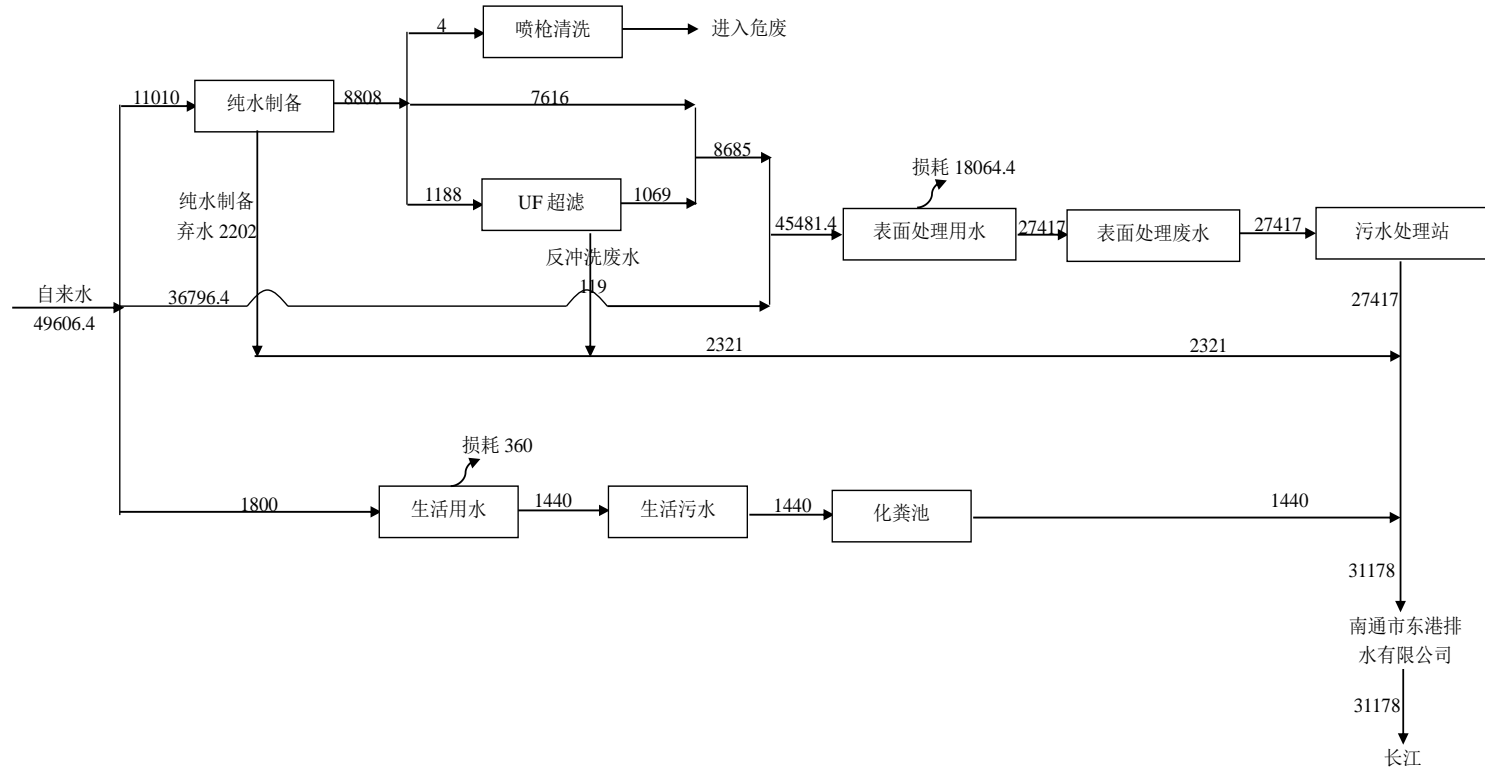 4
喷枪清洗
进入危废
11010
纯水制备
8808
7616
8685
损耗 18064.4
纯水制备
弃水 2202
1188
UF 超滤
1069
45481.4
表面处理用水
27417
表面处理废水
27417
污水处理站
反冲洗废水
119
自来水
49606.4
36796.4
27417
2321
2321
损耗 360
1800
生活用水
1440
生活污水
1440
化粪池
1440
31178
南通市东港排
水有限公司
31178
长江